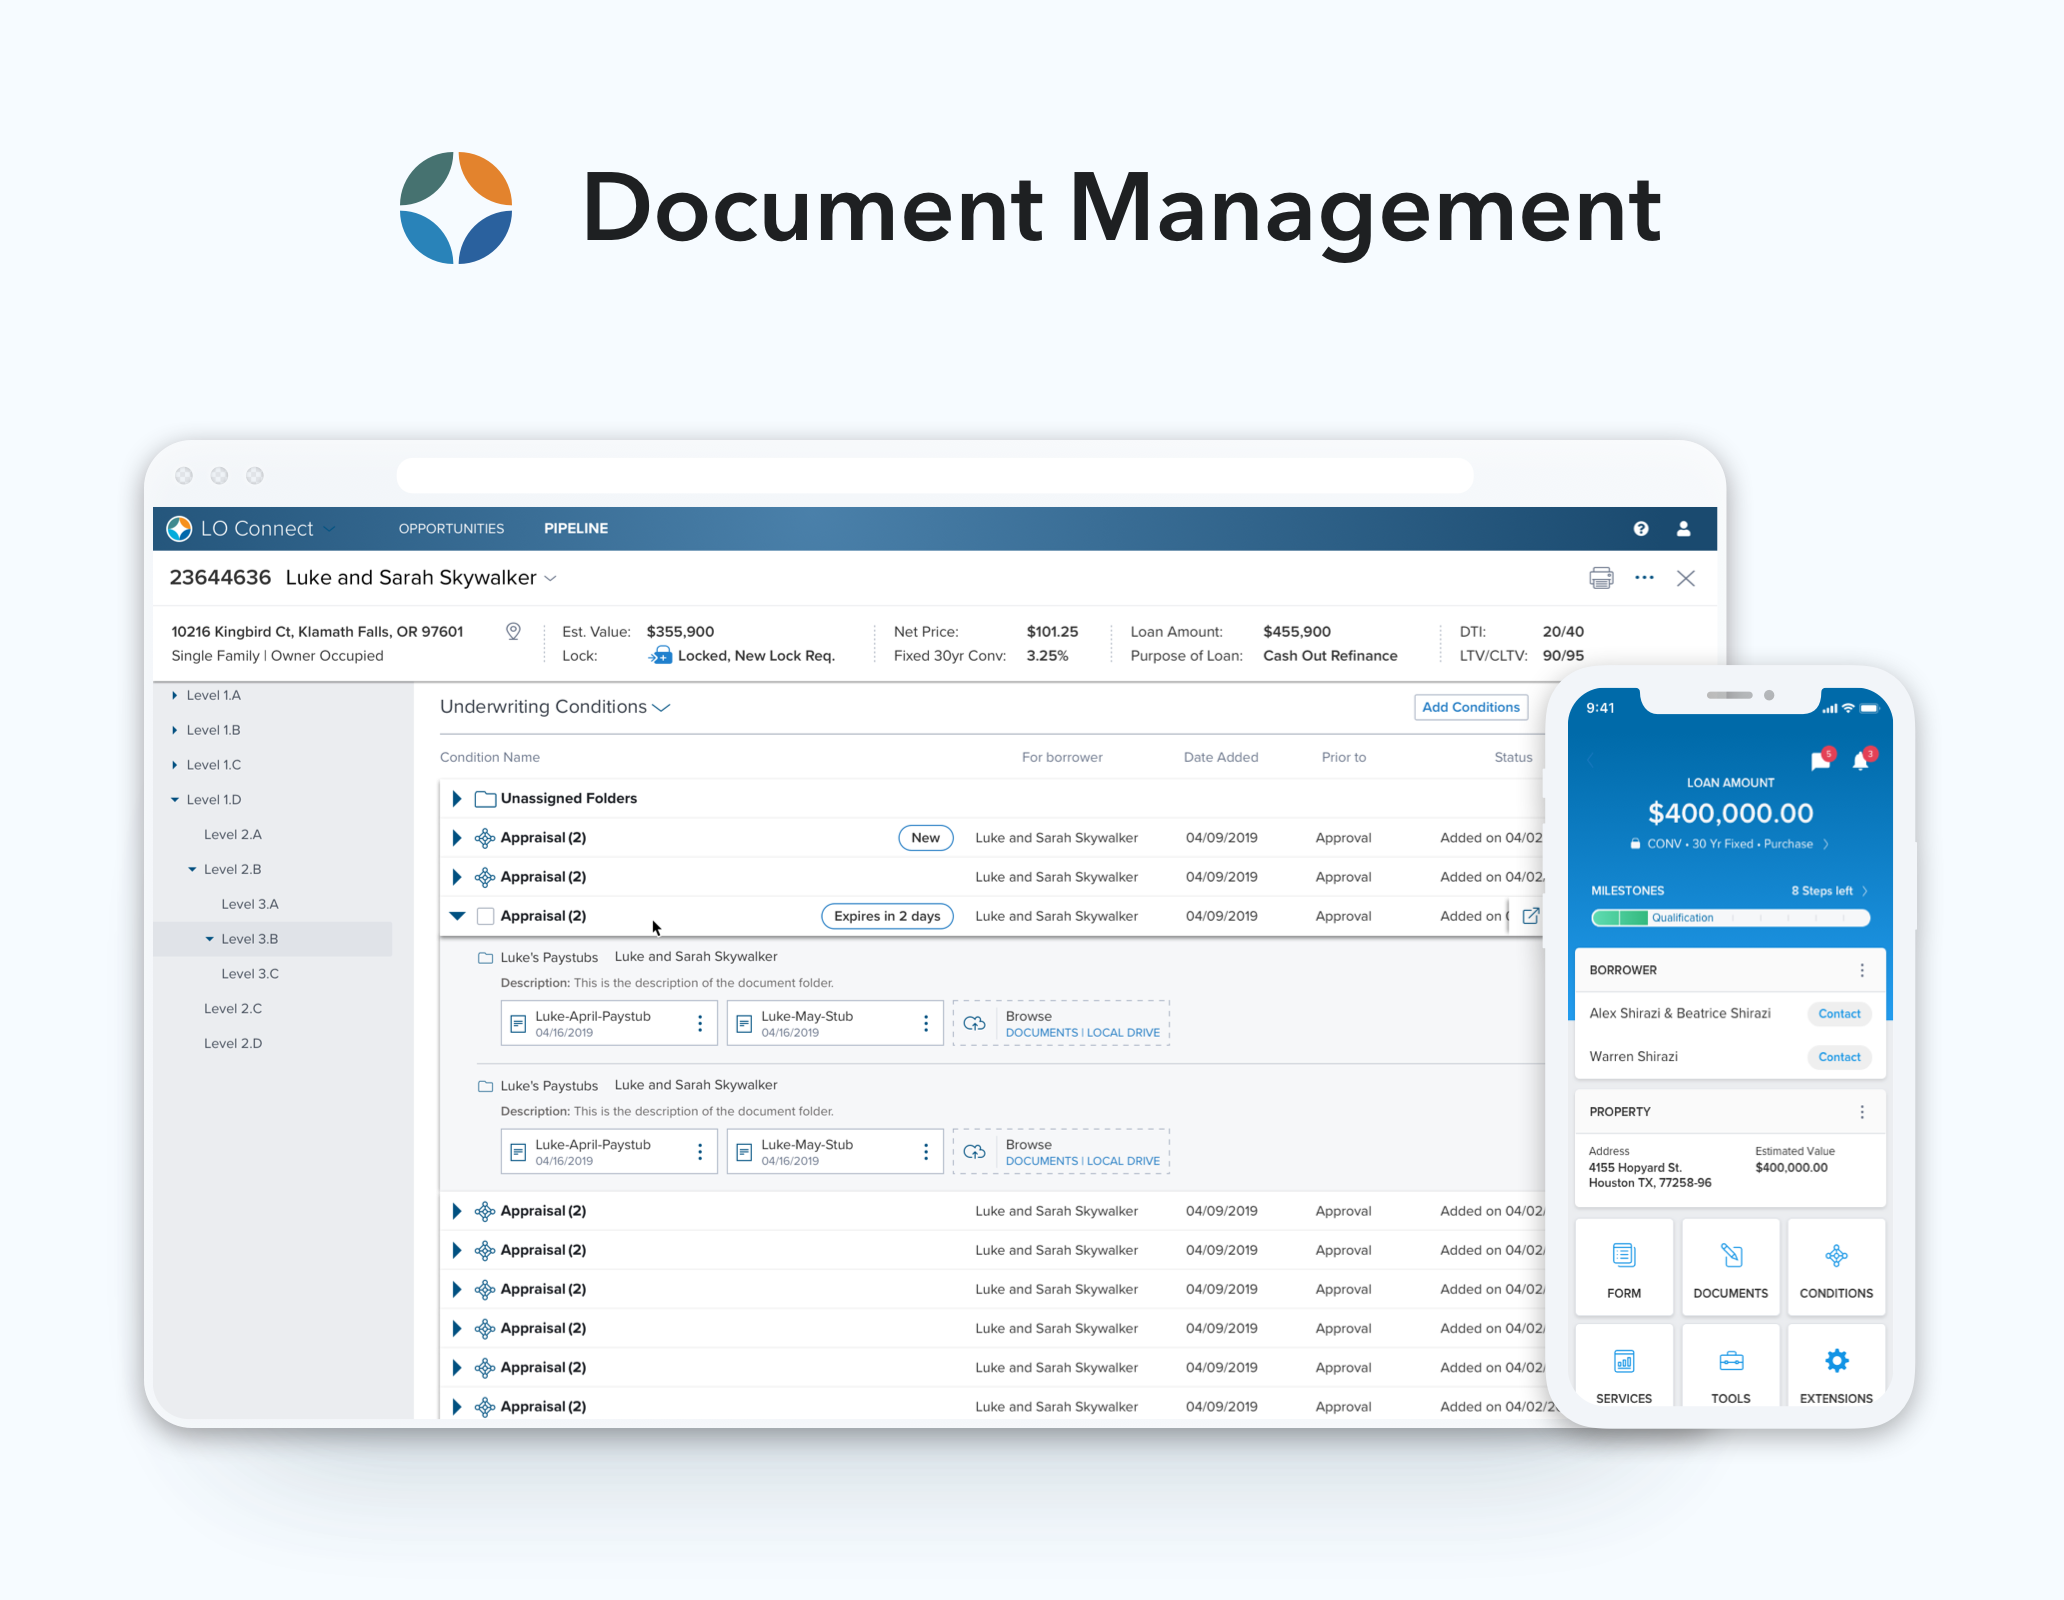 Document Management
LO Connect
OPPORTUNITIES
PIPELINE
23644636 Luke and Sarah Skywalker
10216 Kingbird Ct, Klamath Falls, OR 97601
Single Family | Owner Occupied
Est. Value: $355,900
Lock: Locked, New Lock Req.
Net Price: $101.25
Fixed 30yr Conv: 3.25%
Loan Amount: $455,900
Purpose of Loan: Cash Out Refinance
DTI: 20/40
LTV/CLTV: 90/95
Level 1.A
Level 1.B
Level 1.C
Level 1.D
Level 2.A
Level 2.B
Level 3.A
Level 3.B
Level 3.C
Level 2.C
Level 2.D
Underwriting Conditions
Add Conditions
Condition Name For borrower Date Added Prior to Status
Unassigned Folders
Appraisal (2) New Luke and Sarah Skywalker 04/09/2019 Approval Added on 04/02
Appraisal (2) Luke and Sarah Skywalker 04/09/2019 Approval Added on 04/02/
Appraisal (2) Expires in 2 days Luke and Sarah Skywalker 04/09/2019 Approval Added on
Luke's Paystubs Luke and Sarah Skywalker
Description: This is the description of the document folder.
Luke-April-Paystub Luke-May-Stub Browse
04/16/2019 04/16/2019 DOCUMENTS | LOCAL DRIVE
Luke's Paystubs Luke and Sarah Skywalker
Description: This is the description of the document folder.
Luke-April-Paystub Luke-May-Stub Browse
04/16/2019 04/16/2019 DOCUMENTS | LOCAL DRIVE
Appraisal (2) Luke and Sarah Skywalker 04/09/2019 Approval Added on 04/02/
Appraisal (2) Luke and Sarah Skywalker 04/09/2019 Approval Added on 04/02/
Appraisal (2) Luke and Sarah Skywalker 04/09/2019 Approval Added on 04/02/
Appraisal (2) Luke and Sarah Skywalker 04/09/2019 Approval Added on 04/02/
Appraisal (2) Luke and Sarah Skywalker 04/09/2019 Approval Added on 04/02/
Appraisal (2) Luke and Sarah Skywalker 04/09/2019 Approval Added on 04/02/2
9:41
5
3
LOAN AMOUNT
$400,000.00
CONV • 30 Yr Fixed • Purchase
MILESTONES 8 Steps left
Qualification
BORROWER
Alex Shirazi & Beatrice Shirazi Contact
Warren Shirazi Contact
PROPERTY
Address Estimated Value
4155 Hopyard St. $400,000.00
Houston TX, 77258-96
FORM DOCUMENTS CONDITIONS
SERVICES TOOLS EXTENSIONS